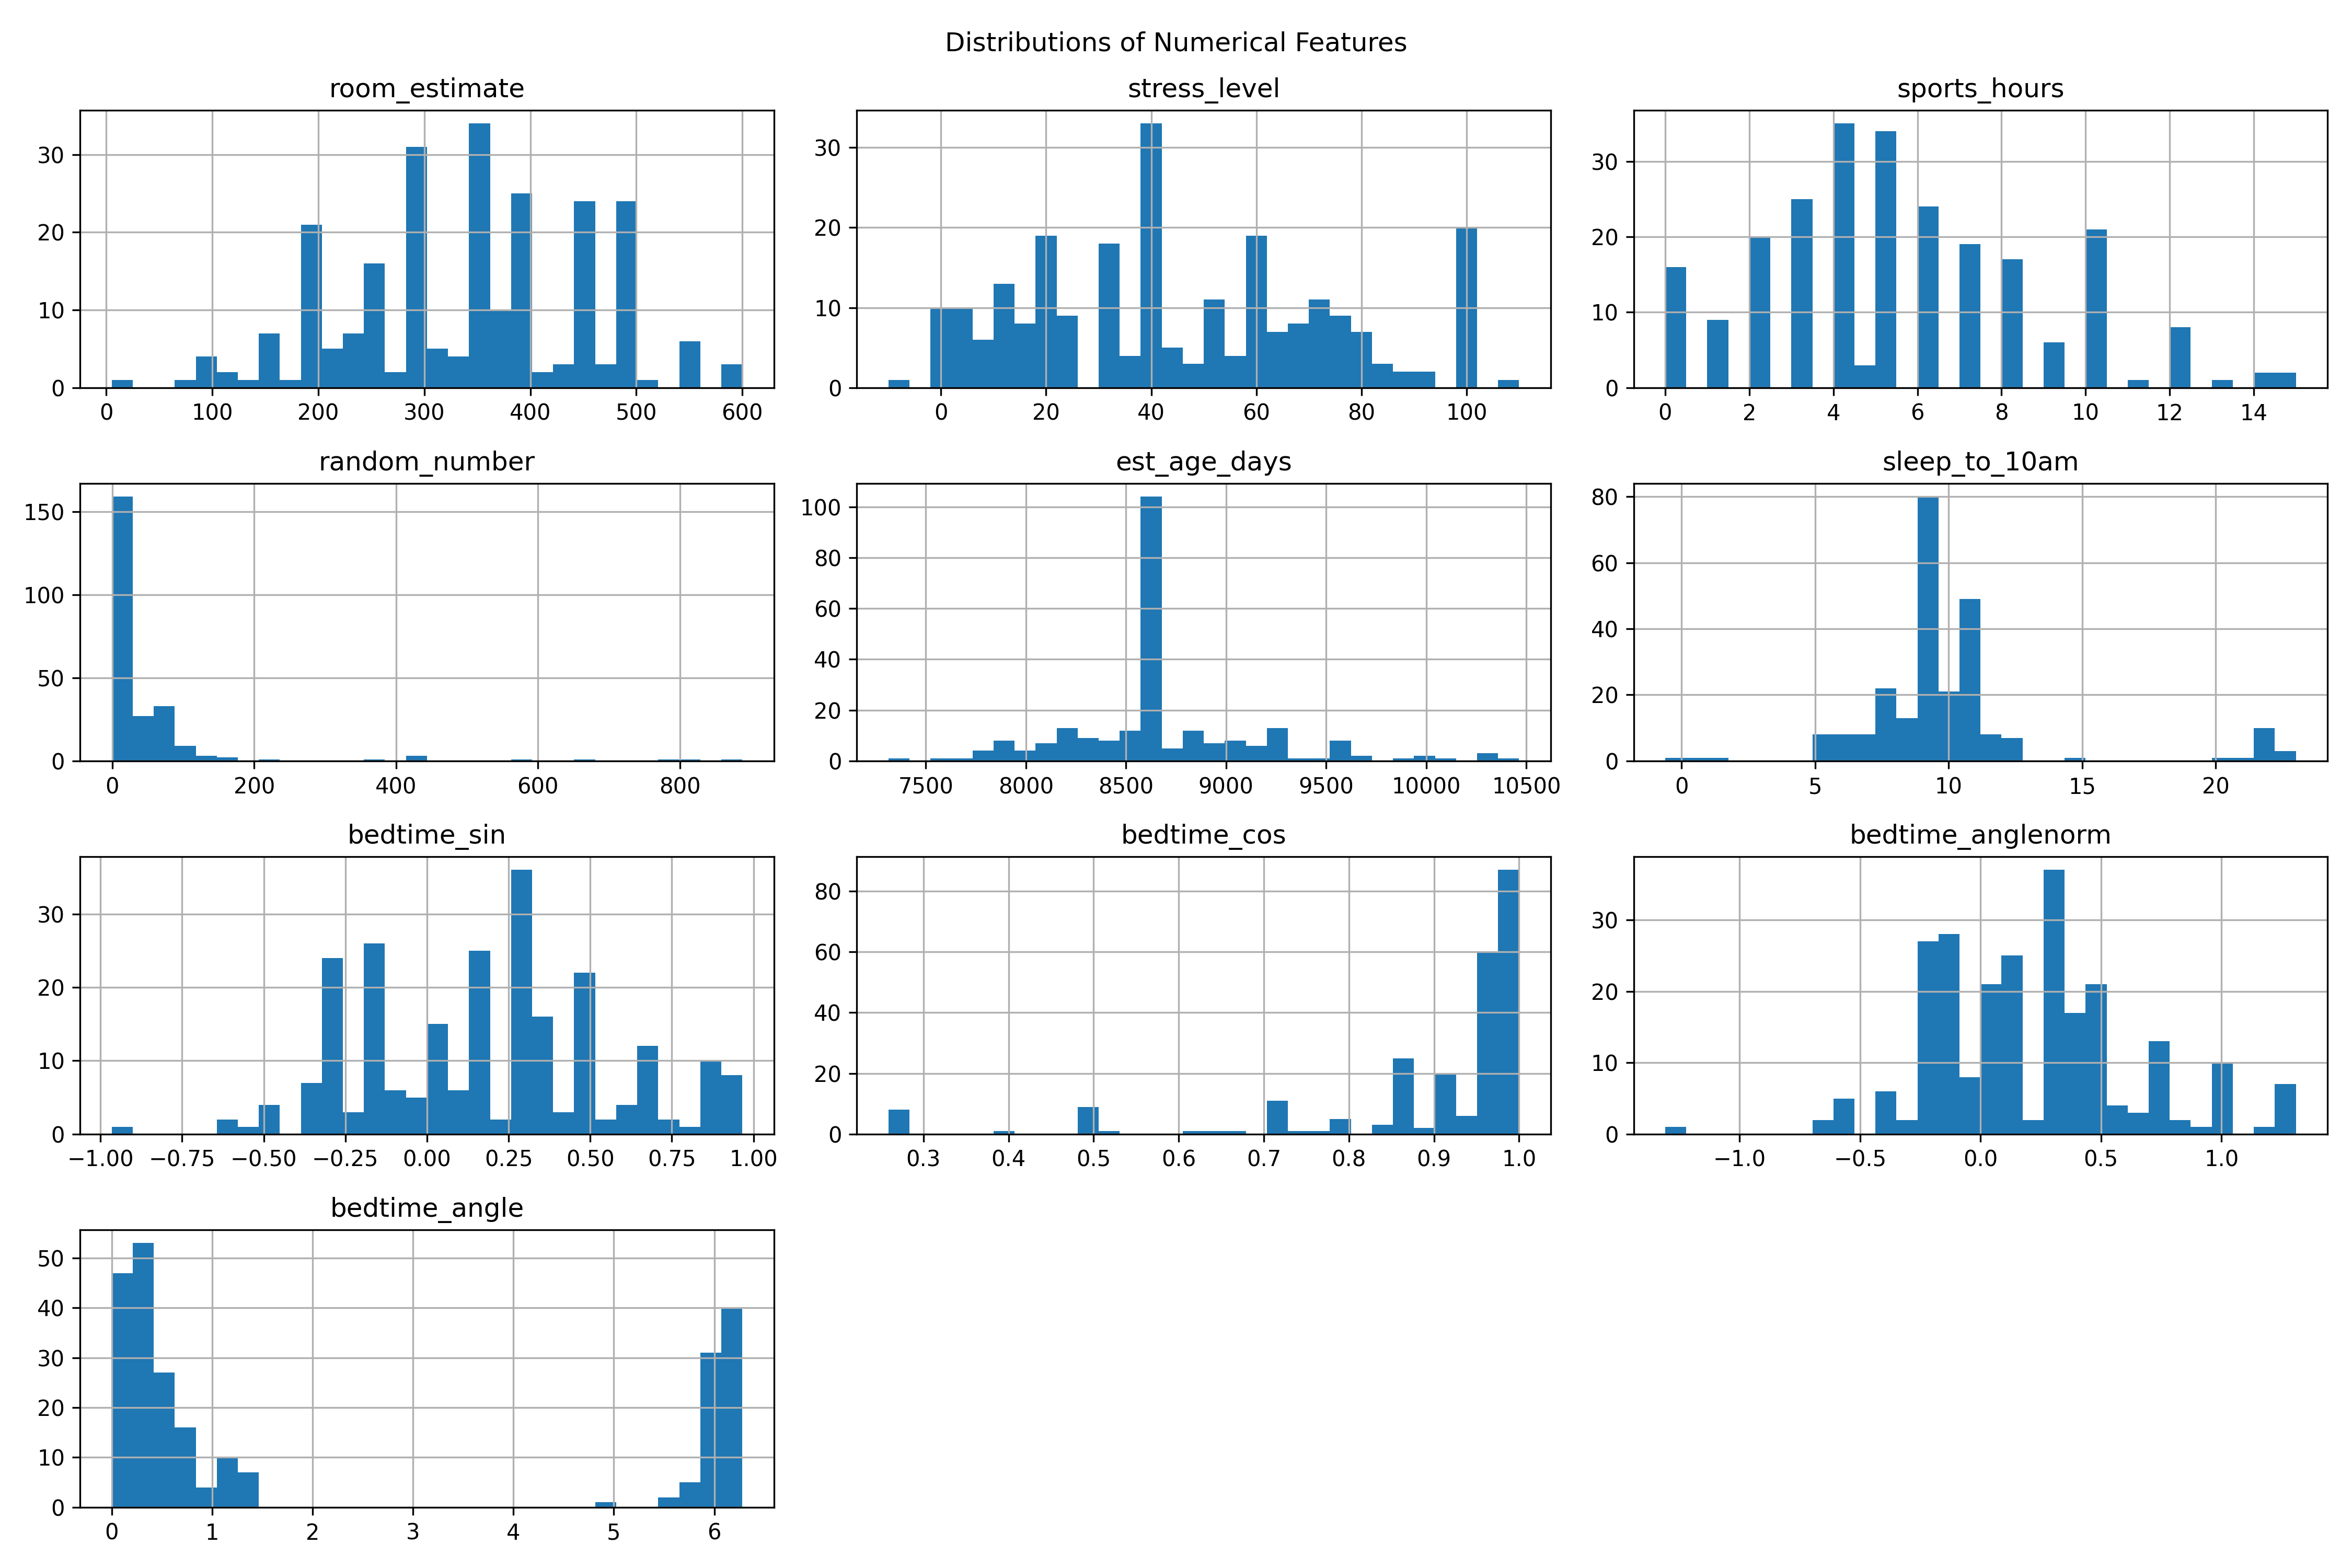 Distributions of Numerical Features
room_estimate
stress_level
sports_hours
30
20
10
0
0 100 200 300 400 500 600
30
20
10
0
0 20 40 60 80 100
30
20
10
0
0 2 4 6 8 10 12 14
random_number
est_age_days
sleep_to_10am
150
100
50
0
0 200 400 600 800
100
80
60
40
20
0
7500 8000 8500 9000 9500 10000 10500
80
60
40
20
0
0 5 10 15 20
bedtime_sin
bedtime_cos
bedtime_anglenorm
30
20
10
0
−1.00 −0.75 −0.50 −0.25 0.00 0.25 0.50 0.75 1.00
80
60
40
20
0
0.3 0.4 0.5 0.6 0.7 0.8 0.9 1.0
30
20
10
0
−1.0 −0.5 0.0 0.5 1.0
bedtime_angle
50
40
30
20
10
0
0 1 2 3 4 5 6